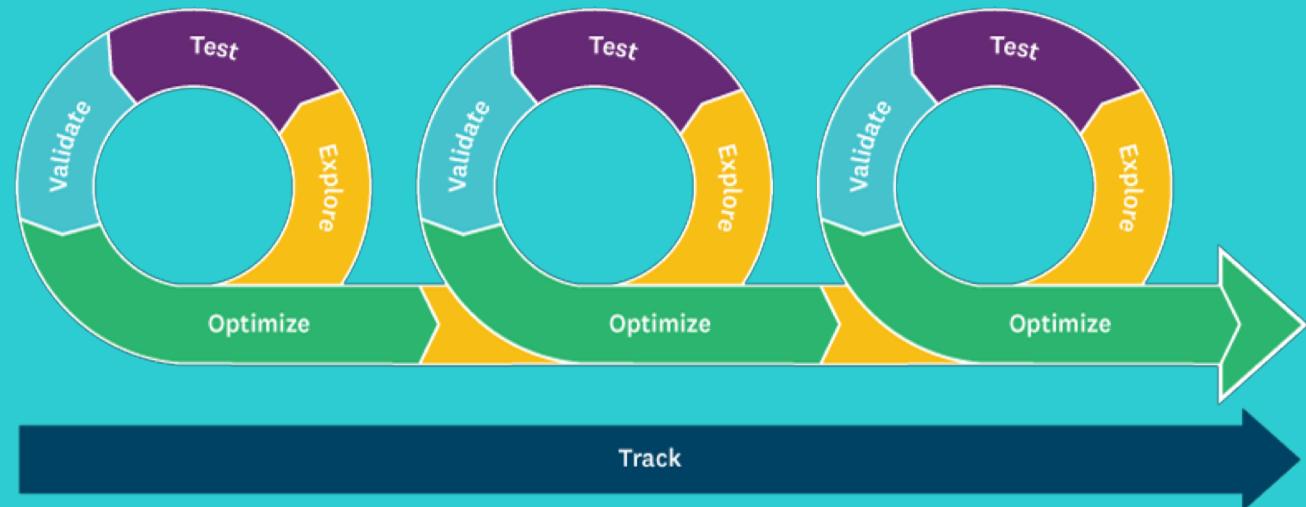 Test
Validate
Explore
Optimize
Test
Validate
Explore
Optimize
Test
Validate
Explore
Optimize
Track